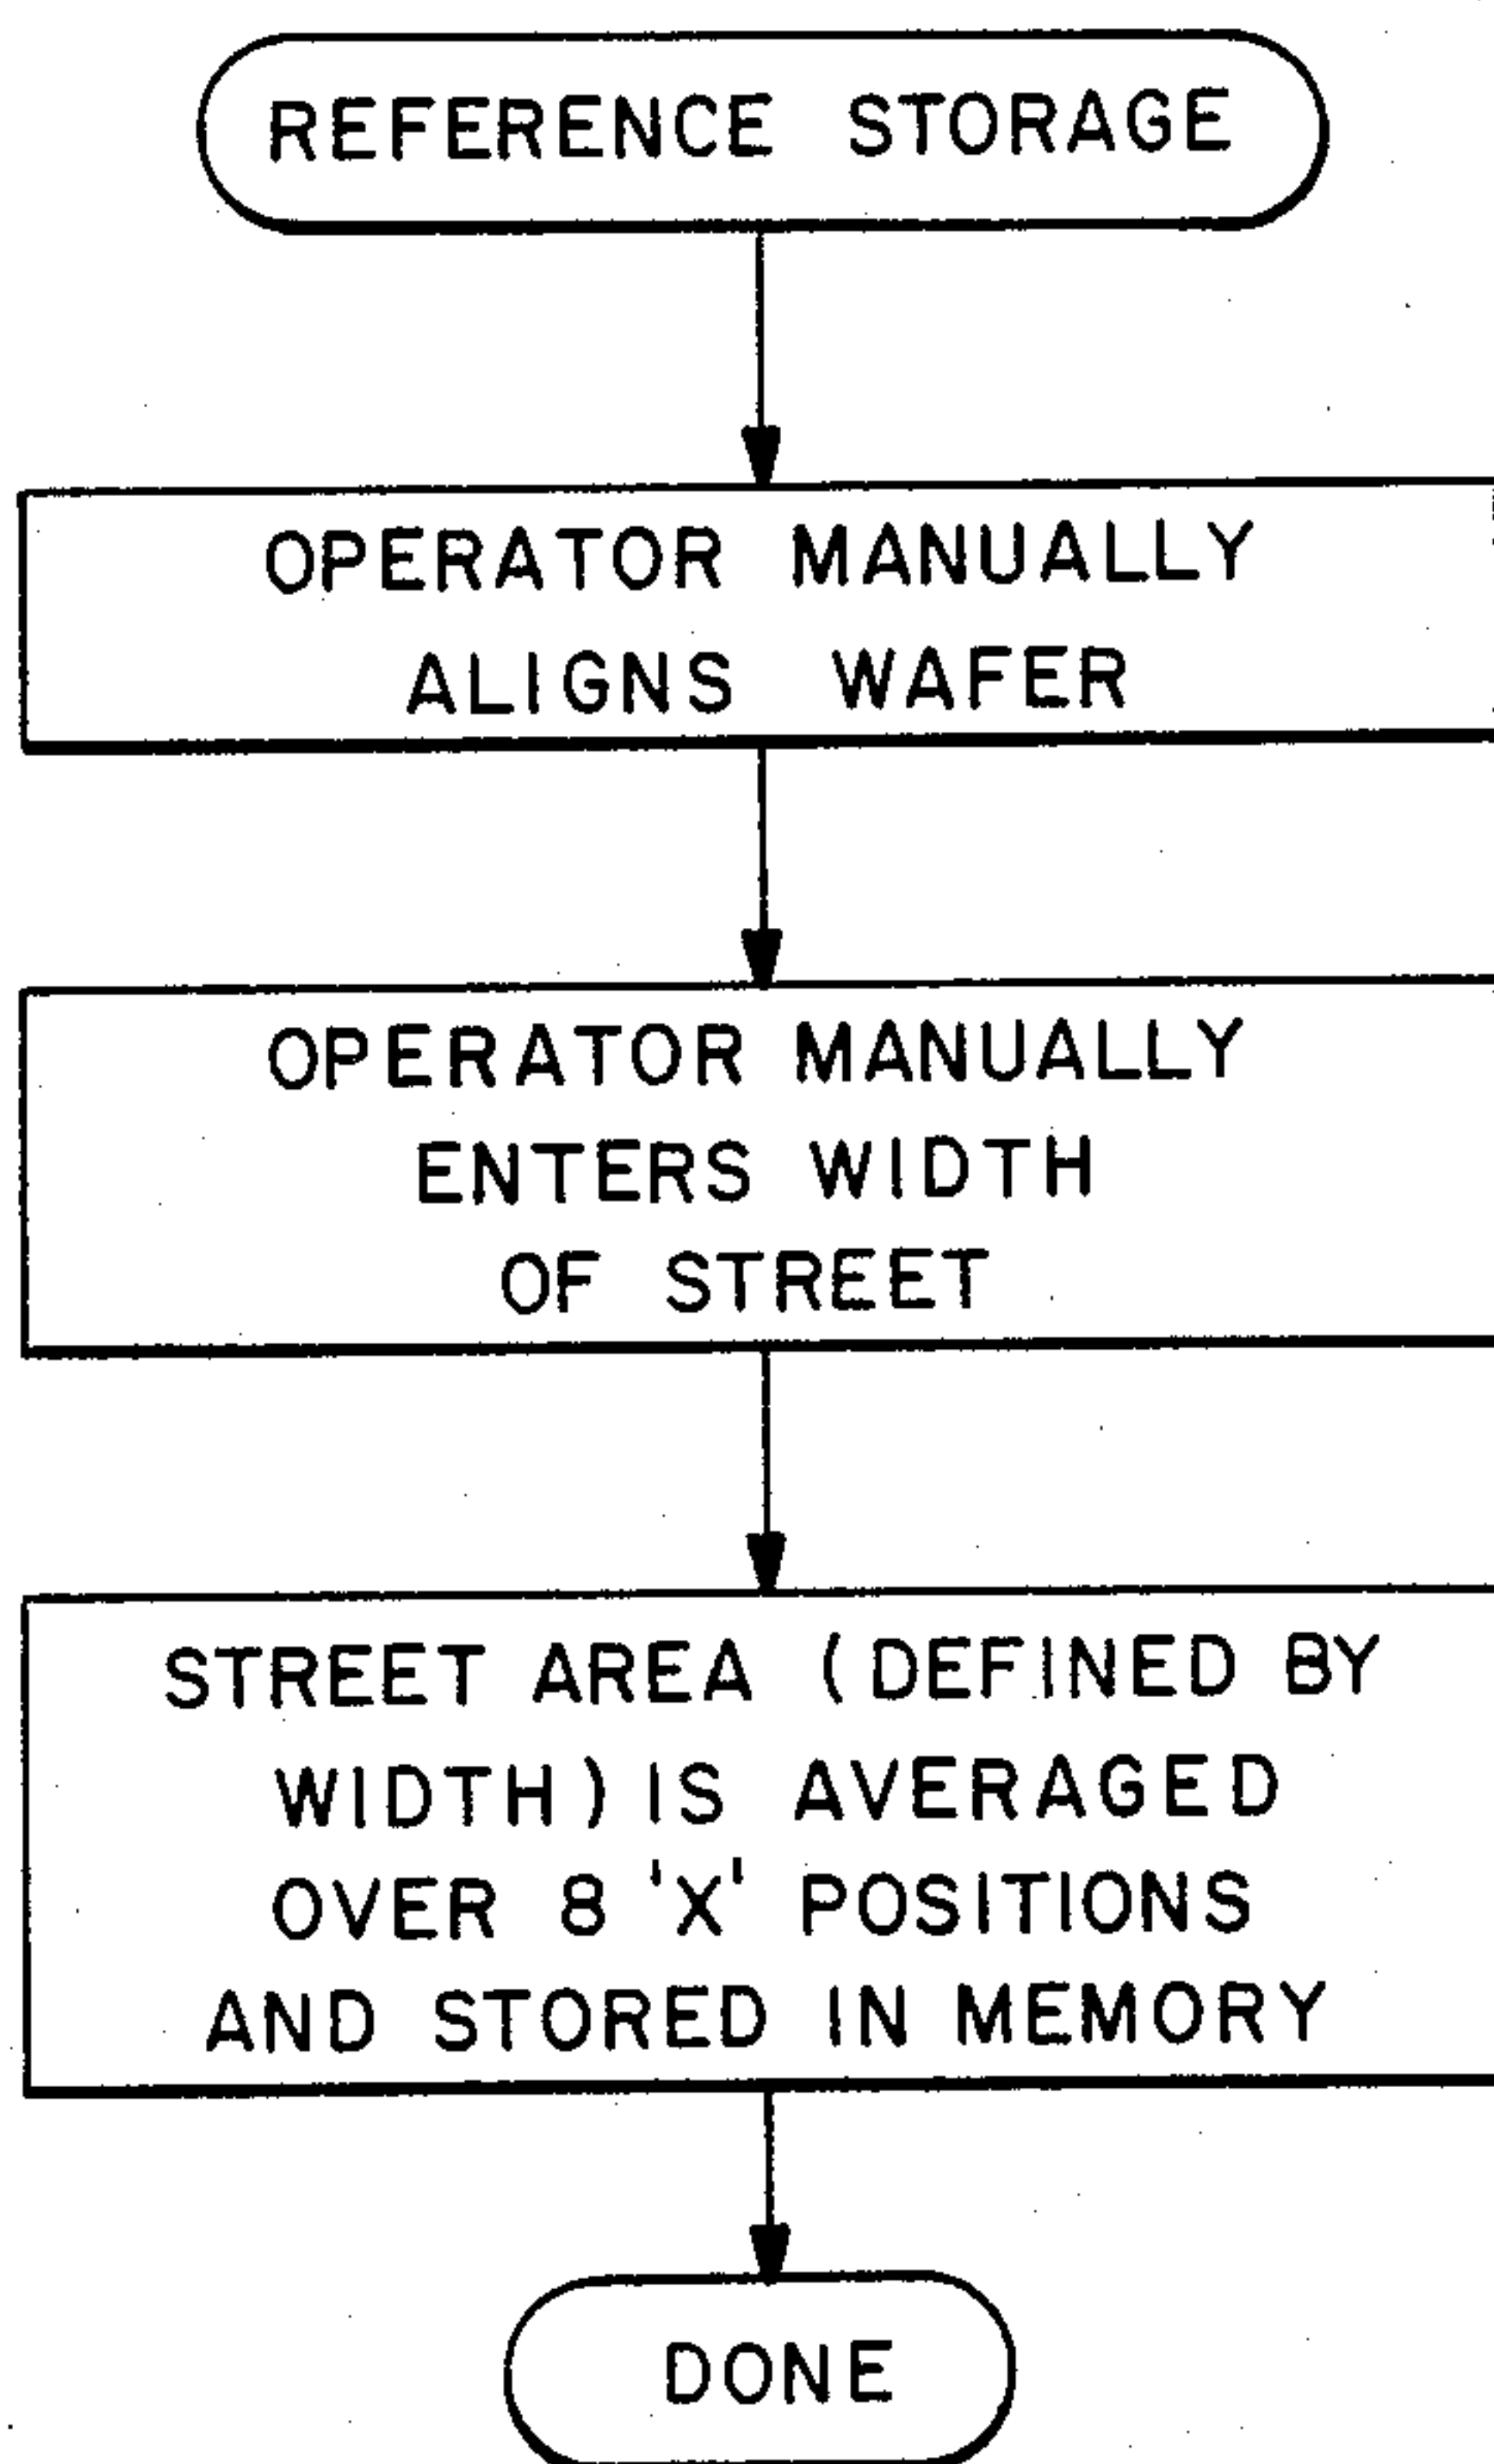 REFERENCE STORAGE
OPERATOR MANUALLY
ALIGNS WAFER
OPERATOR MANUALLY
ENTERS WIDTH
OF STREET
STREET AREA (DEFINED BY
WIDTH) IS AVERAGED
OVER 8 'X' POSITIONS
AND STORED IN MEMORY
DONE